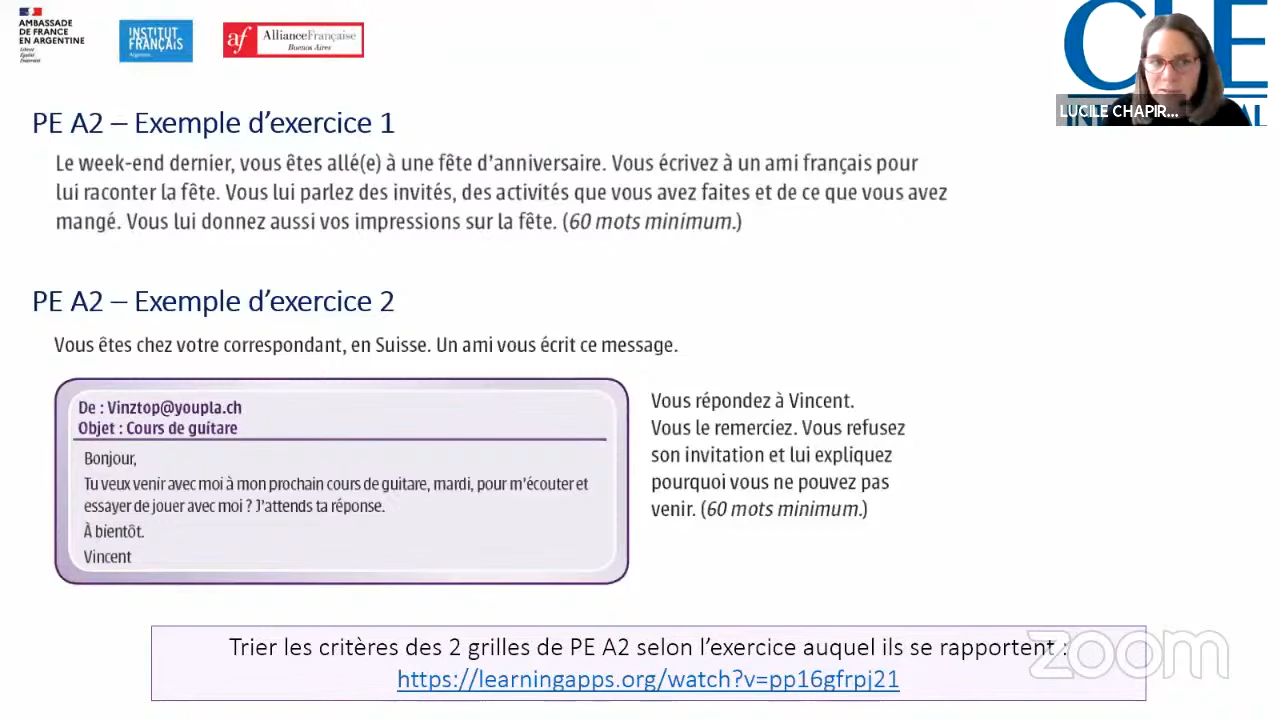 AMBASSADE
DE FRANCE
EN ARGENTINE
Liberté
Égalité
Fraternité
INSTITUT
FRANÇAIS
Argentine
af AllianceFrançaise
Buenos Aires
CLE
LUCILE CHAPIR...
PE A2 – Exemple d’exercice 1
Le week-end dernier, vous êtes allé(e) à une fête d’anniversaire. Vous écrivez à un ami français pour
lui raconter la fête. Vous lui parlez des invités, des activités que vous avez faites et de ce que vous avez
mangé. Vous lui donnez aussi vos impressions sur la fête. (60 mots minimum.)
PE A2 – Exemple d’exercice 2
Vous êtes chez votre correspondant, en Suisse. Un ami vous écrit ce message.
De : Vinztop@youpla.ch
Objet : Cours de guitare
Bonjour,
Tu veux venir avec moi à mon prochain cours de guitare, mardi, pour m’écouter et
essayer de jouer avec moi ? J’attends ta réponse.
À bientôt.
Vincent
Vous répondez à Vincent.
Vous le remerciez. Vous refusez
son invitation et lui expliquez
pourquoi vous ne pouvez pas
venir. (60 mots minimum.)
Trier les critères des 2 grilles de PE A2 selon l’exercice auquel ils se rapportent :
https://learningapps.org/watch?v=pp16gfrpj21
zoom